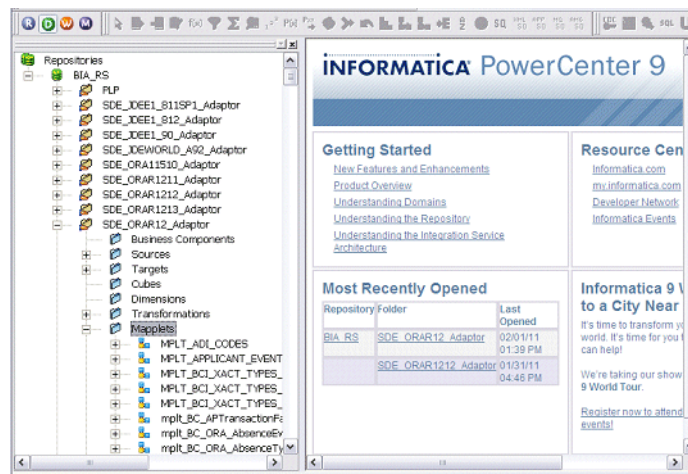 R D W M
f(x) Σ P(x) SQ SQL
Repositories
BIA_RS
PLP
SDE_JDEE1_811SP1_Adaptor
SDE_JDEE1_812_Adaptor
SDE_JDEE1_90_Adaptor
SDE_JDEWORLD_A92_Adaptor
SDE_ORA11510_Adaptor
SDE_ORAR1211_Adaptor
SDE_ORAR1212_Adaptor
SDE_ORAR1213_Adaptor
SDE_ORAR12_Adaptor
Business Components
Sources
Targets
Cubes
Dimensions
Transformations
Mapplets
MPLT_ADI_CODES
MPLT_APPLICANT_EVENT
MPLT_BCI_XACT_TYPES_
MPLT_BCI_XACT_TYPES_
MPLT_BCI_XACT_TYPES_
mplt_BC_APTransactionFa
mplt_BC_ORA_AbsenceEv
mplt_BC_ORA_AbsenceTy
INFORMATICA PowerCenter 9
Getting Started
New Features and Enhancements
Product Overview
Understanding Domains
Understanding the Repository
Understanding the Integration Service
Architecture
Resource Cen
Informatica.com
my.informatica.com
Developer Network
Informatica Events
Most Recently Opened
Repository Folder Last
Opened
BIA_RS SDE_ORAR12_Adaptor 02/01/11
01:39 PM
SDE_ORAR1212_Adaptor 01/31/11
04:46 PM
Informatica 9 W
to a City Near
It's time to transform yo
world. It's time for you t
can help!
We're taking our show
9 World Tour.
Register now to attend
events!